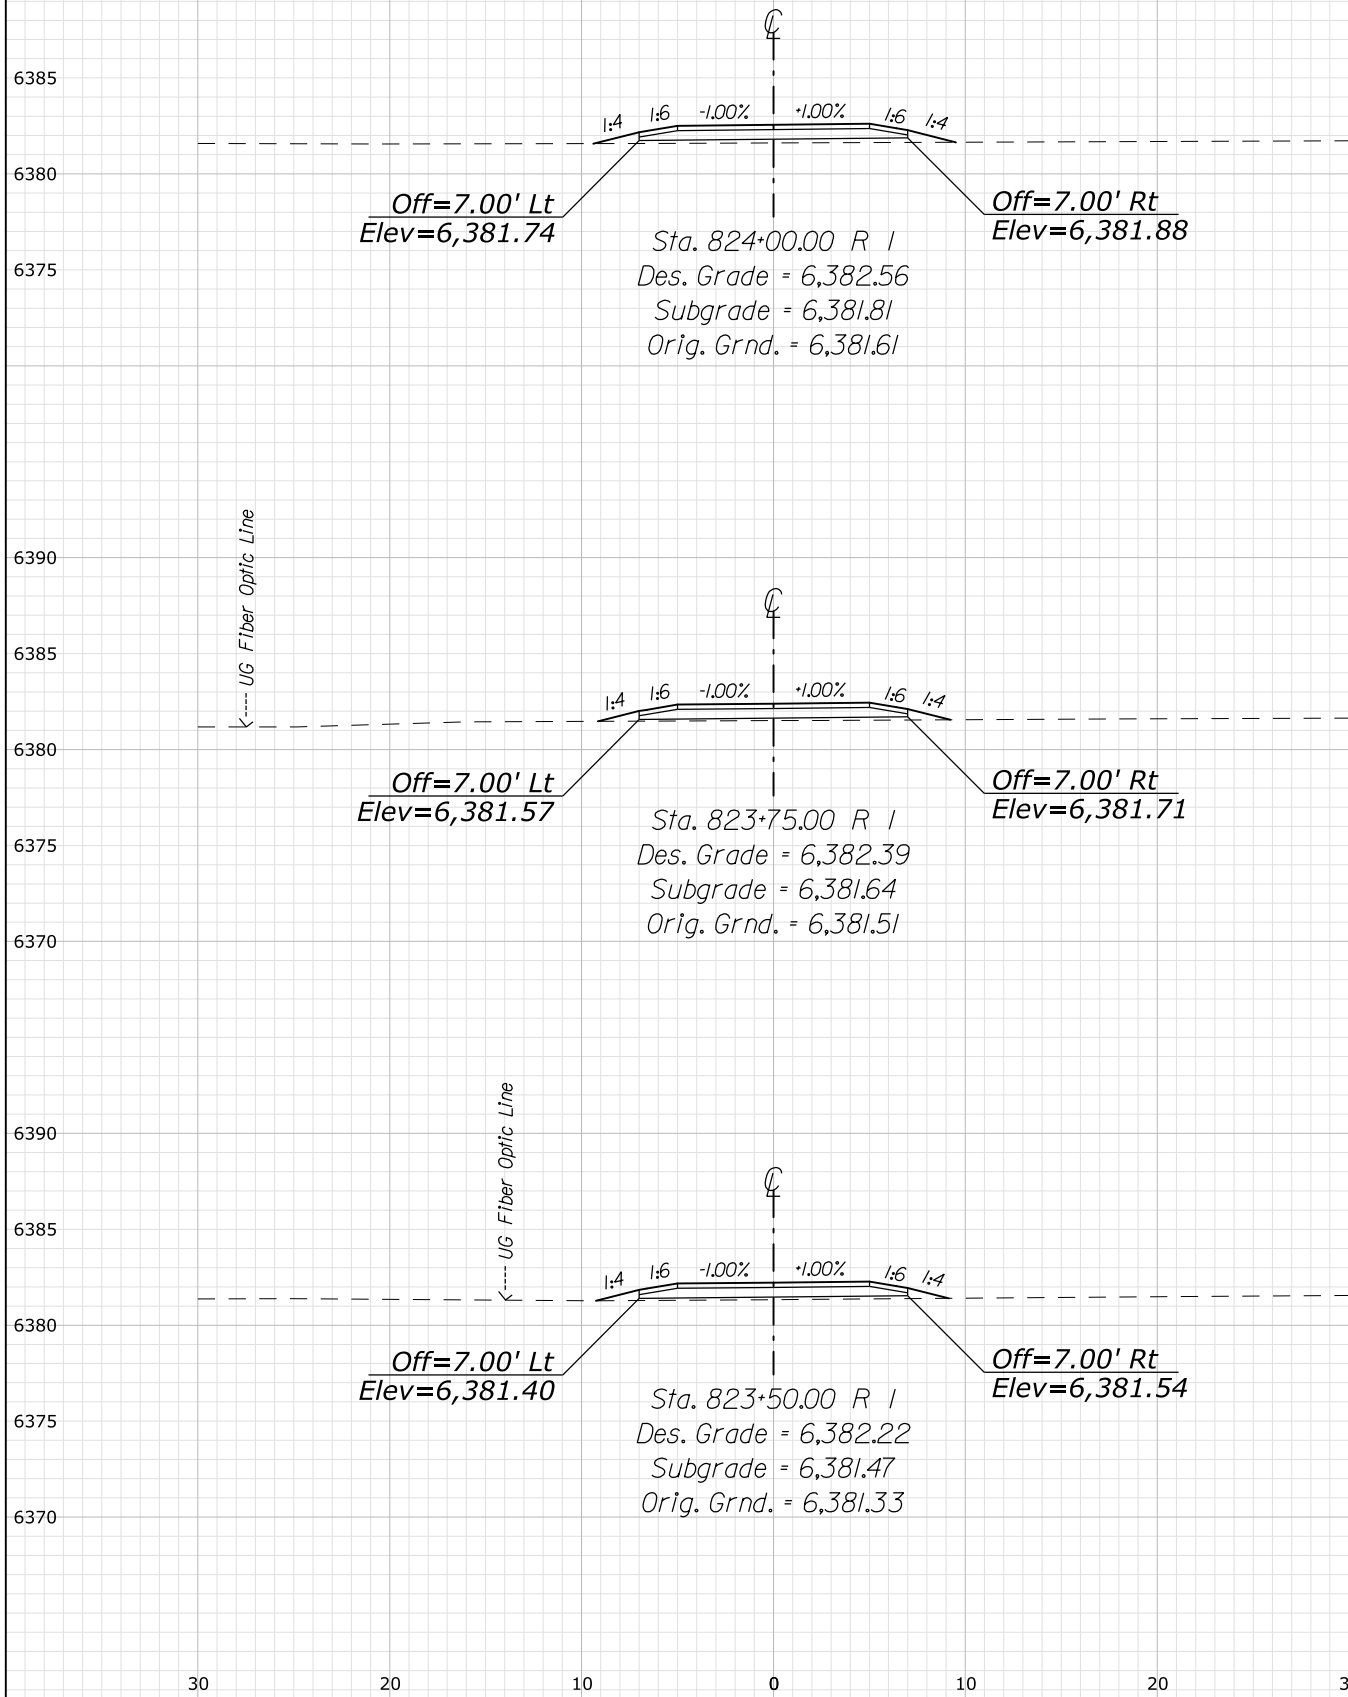 ℄
6385
1:4 1:6 -1.00% +1.00% 1:6 1:4
6380
Off=7.00' Lt
Elev=6,381.74
Off=7.00' Rt
Elev=6,381.88
Sta. 824+00.00 R 1
6375
Des. Grade = 6,382.56
Subgrade = 6,381.81
Orig. Grnd. = 6,381.61
UG Fiber Optic Line
6390
℄
6385
1:4 1:6 -1.00% +1.00% 1:6 1:4
6380
Off=7.00' Lt
Elev=6,381.57
Off=7.00' Rt
Elev=6,381.71
Sta. 823+75.00 R 1
6375
Des. Grade = 6,382.39
Subgrade = 6,381.64
Orig. Grnd. = 6,381.51
6370
UG Fiber Optic Line
6390
℄
6385
1:4 1:6 -1.00% +1.00% 1:6 1:4
6380
Off=7.00' Lt
Elev=6,381.40
Off=7.00' Rt
Elev=6,381.54
Sta. 823+50.00 R 1
6375
Des. Grade = 6,382.22
Subgrade = 6,381.47
Orig. Grnd. = 6,381.33
6370
30 20 10 0 10 20